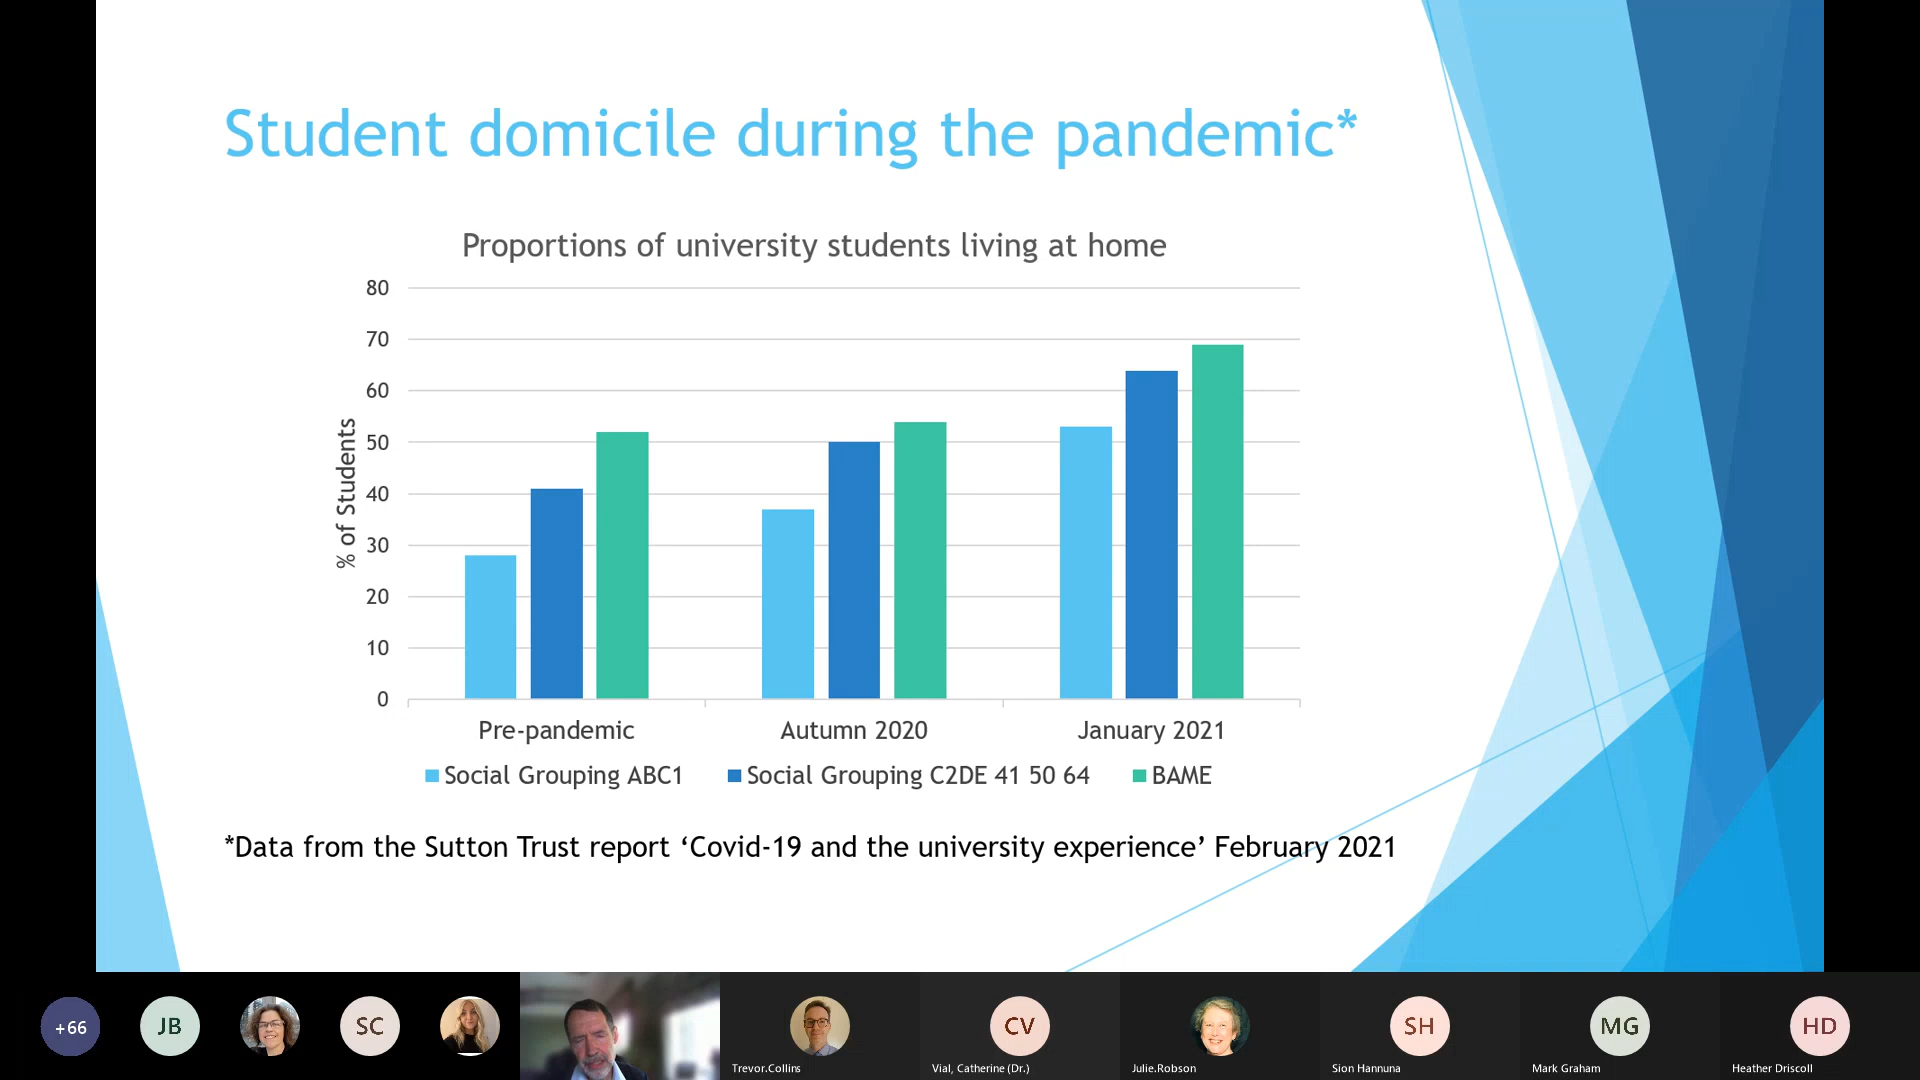 Student domicile during the pandemic*
Proportions of university students living at home
% of Students
80
70
60
50
40
30
20
10
0
Pre-pandemic Autumn 2020 January 2021
Social Grouping ABC1 Social Grouping C2DE 41 50 64 BAME
*Data from the Sutton Trust report ‘Covid-19 and the university experience’ February 2021
+66 JB SC CV SH MG HD
Trevor.Collins Vial, Catherine (Dr.) Julie.Robson Sion Hannuna Mark Graham Heather Driscoll